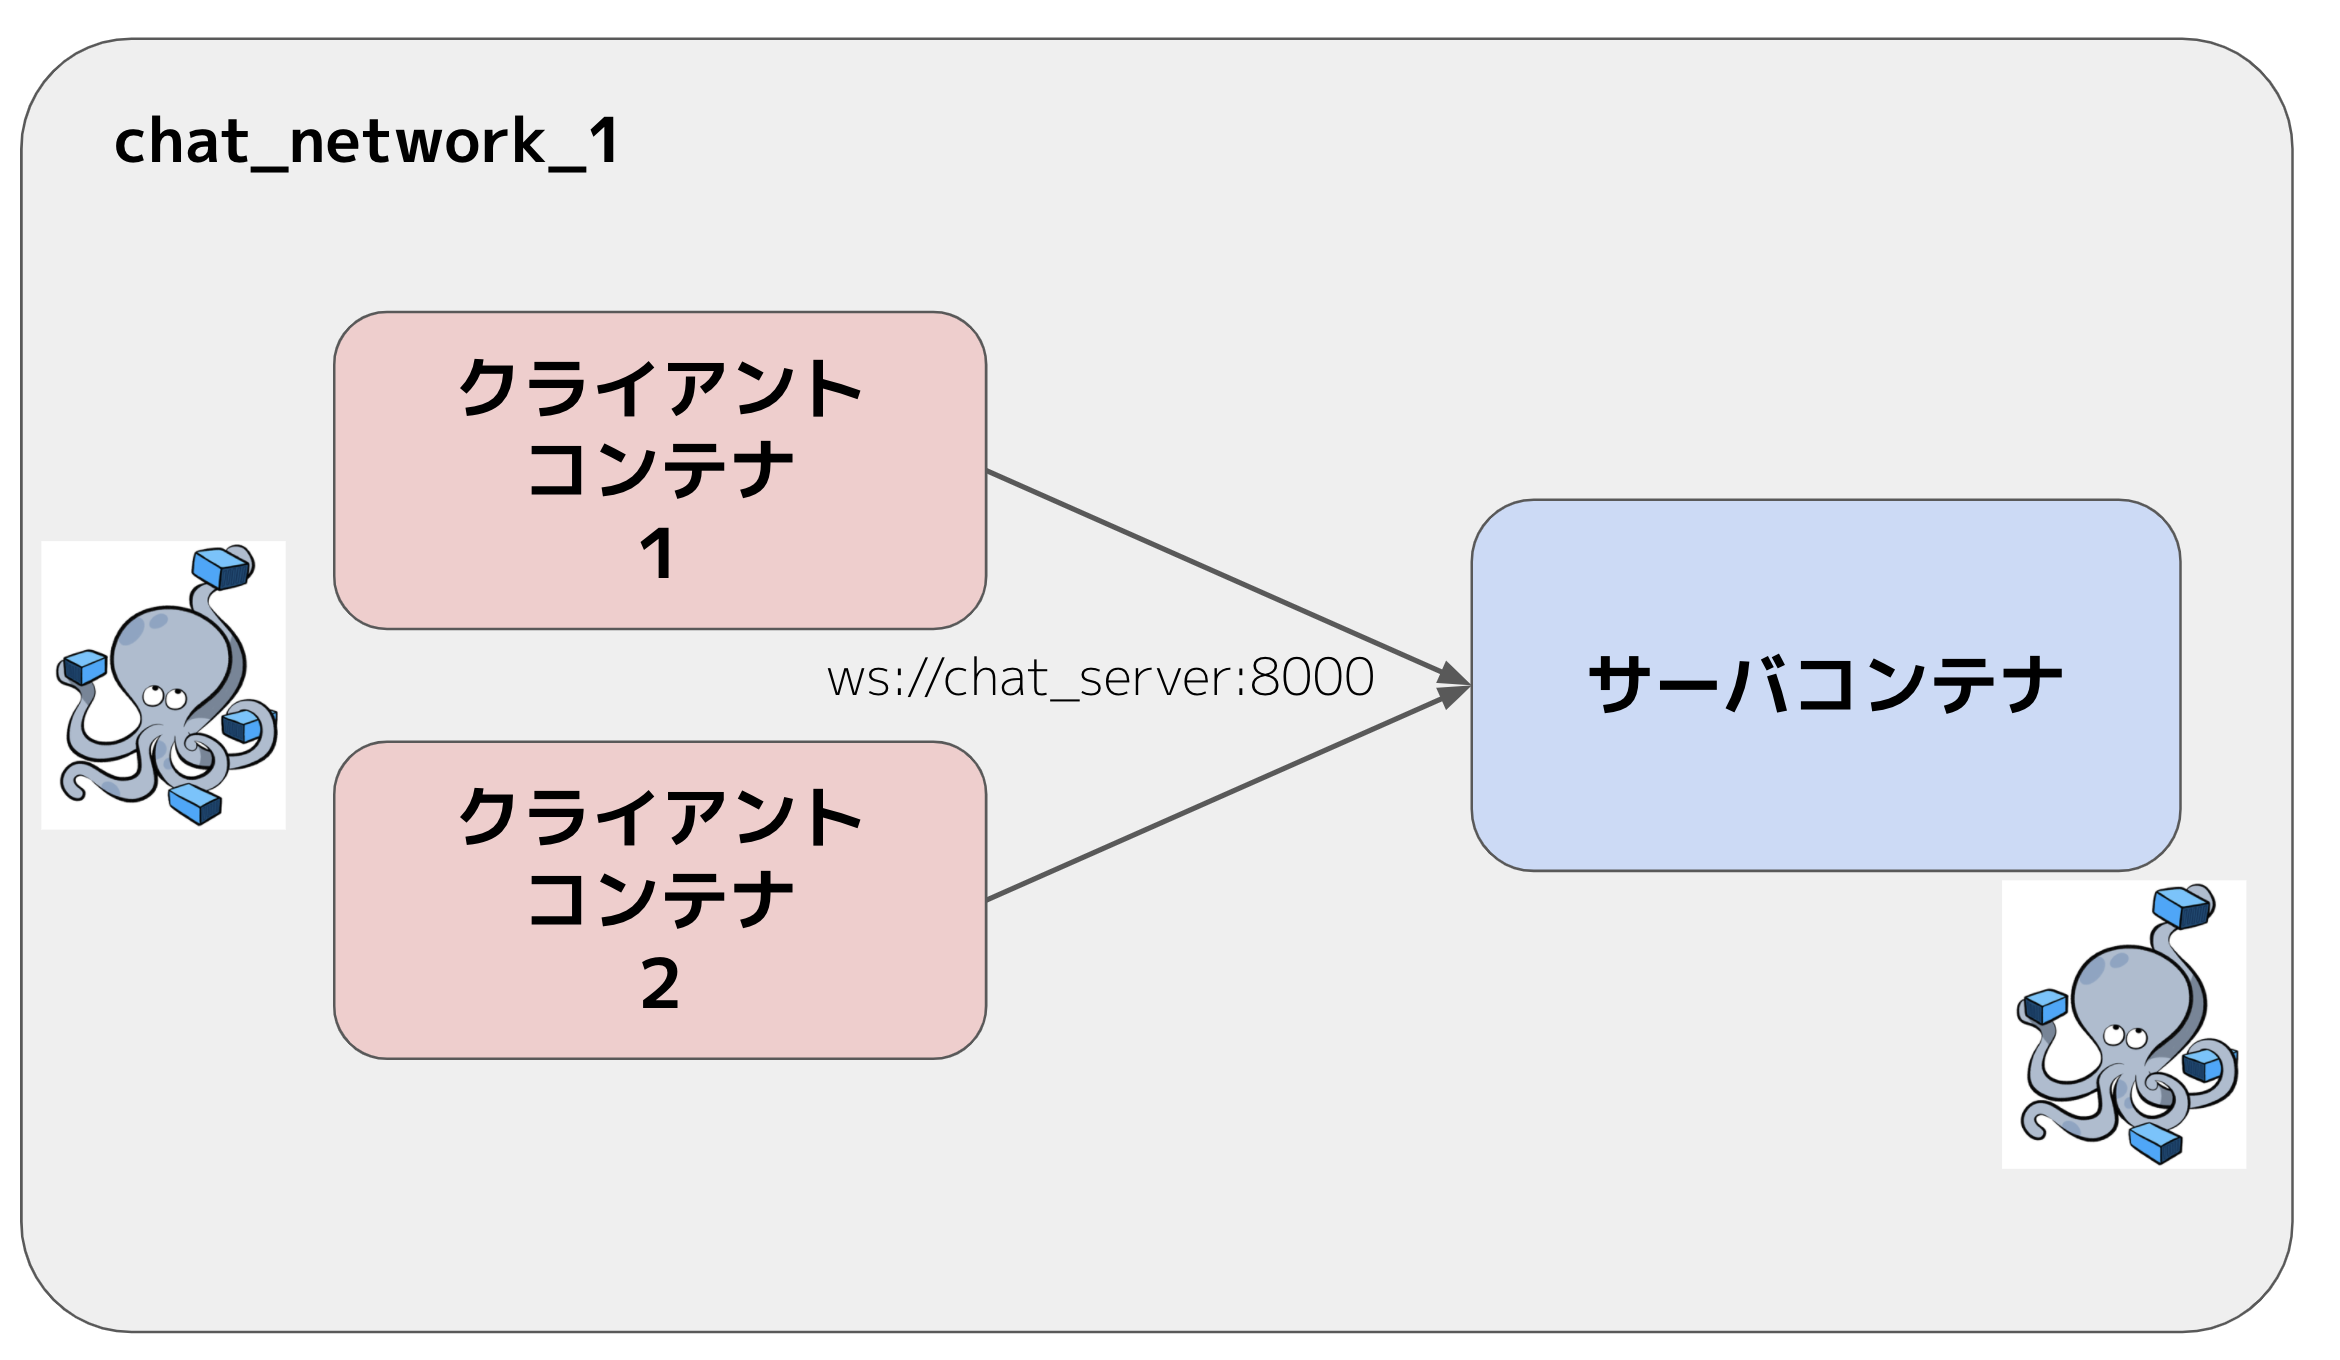 chat_network_1
クライアント
コンテナ
1
ws://chat_server:8000
サーバコンテナ
クライアント
コンテナ
2